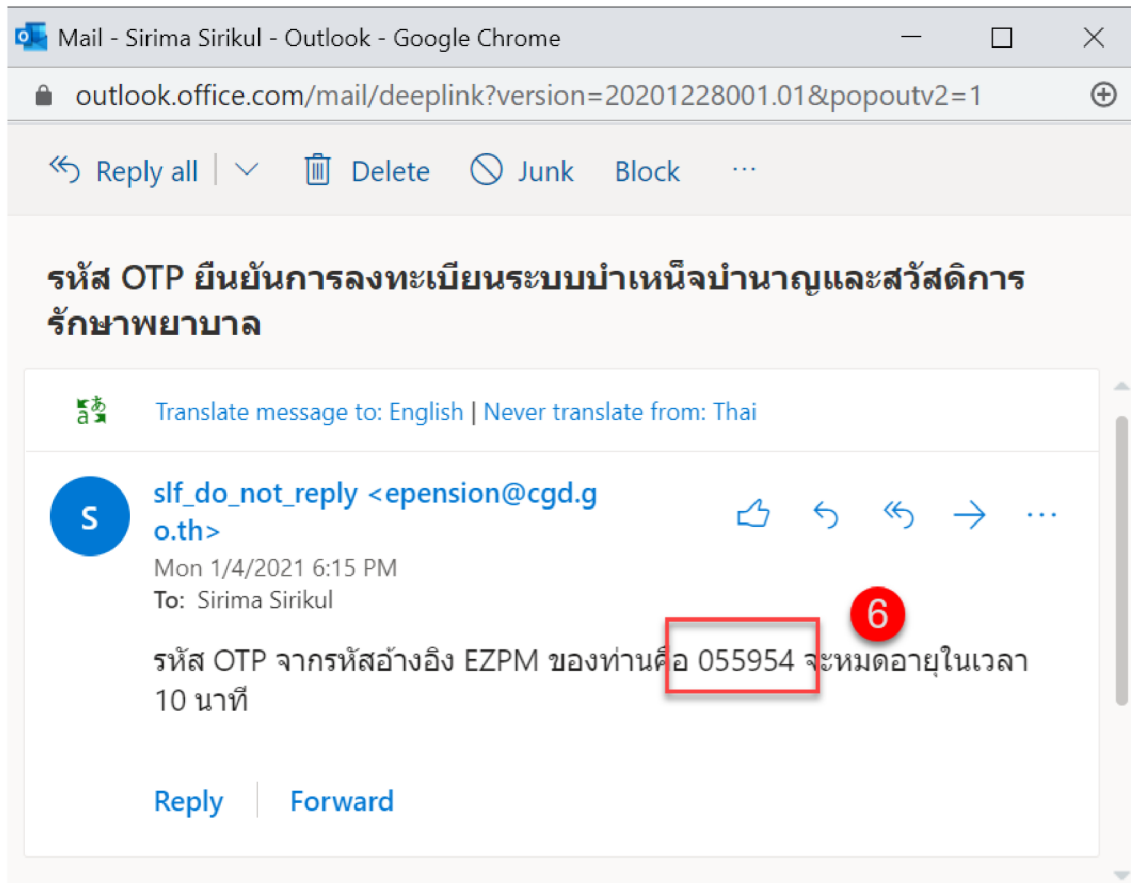 Mail - Sirima Sirikul - Outlook - Google Chrome
outlook.office.com/mail/deeplink?version=20201228001.01&popoutv2=1
Reply all Delete Junk Block ...
รหัส OTP ยืนยันการลงทะเบียนระบบบำเหน็จบำนาญและสวัสดิการ
รักษาพยาบาล
Translate message to: English | Never translate from: Thai
S
slf_do_not_reply <epension@cgd.g
o.th>
Mon 1/4/2021 6:15 PM
To: Sirima Sirikul
6
รหัส OTP จากรหัสอ้างอิง EZPM ของท่านคือ 055954 จะหมดอายุในเวลา
10 นาที
Reply Forward